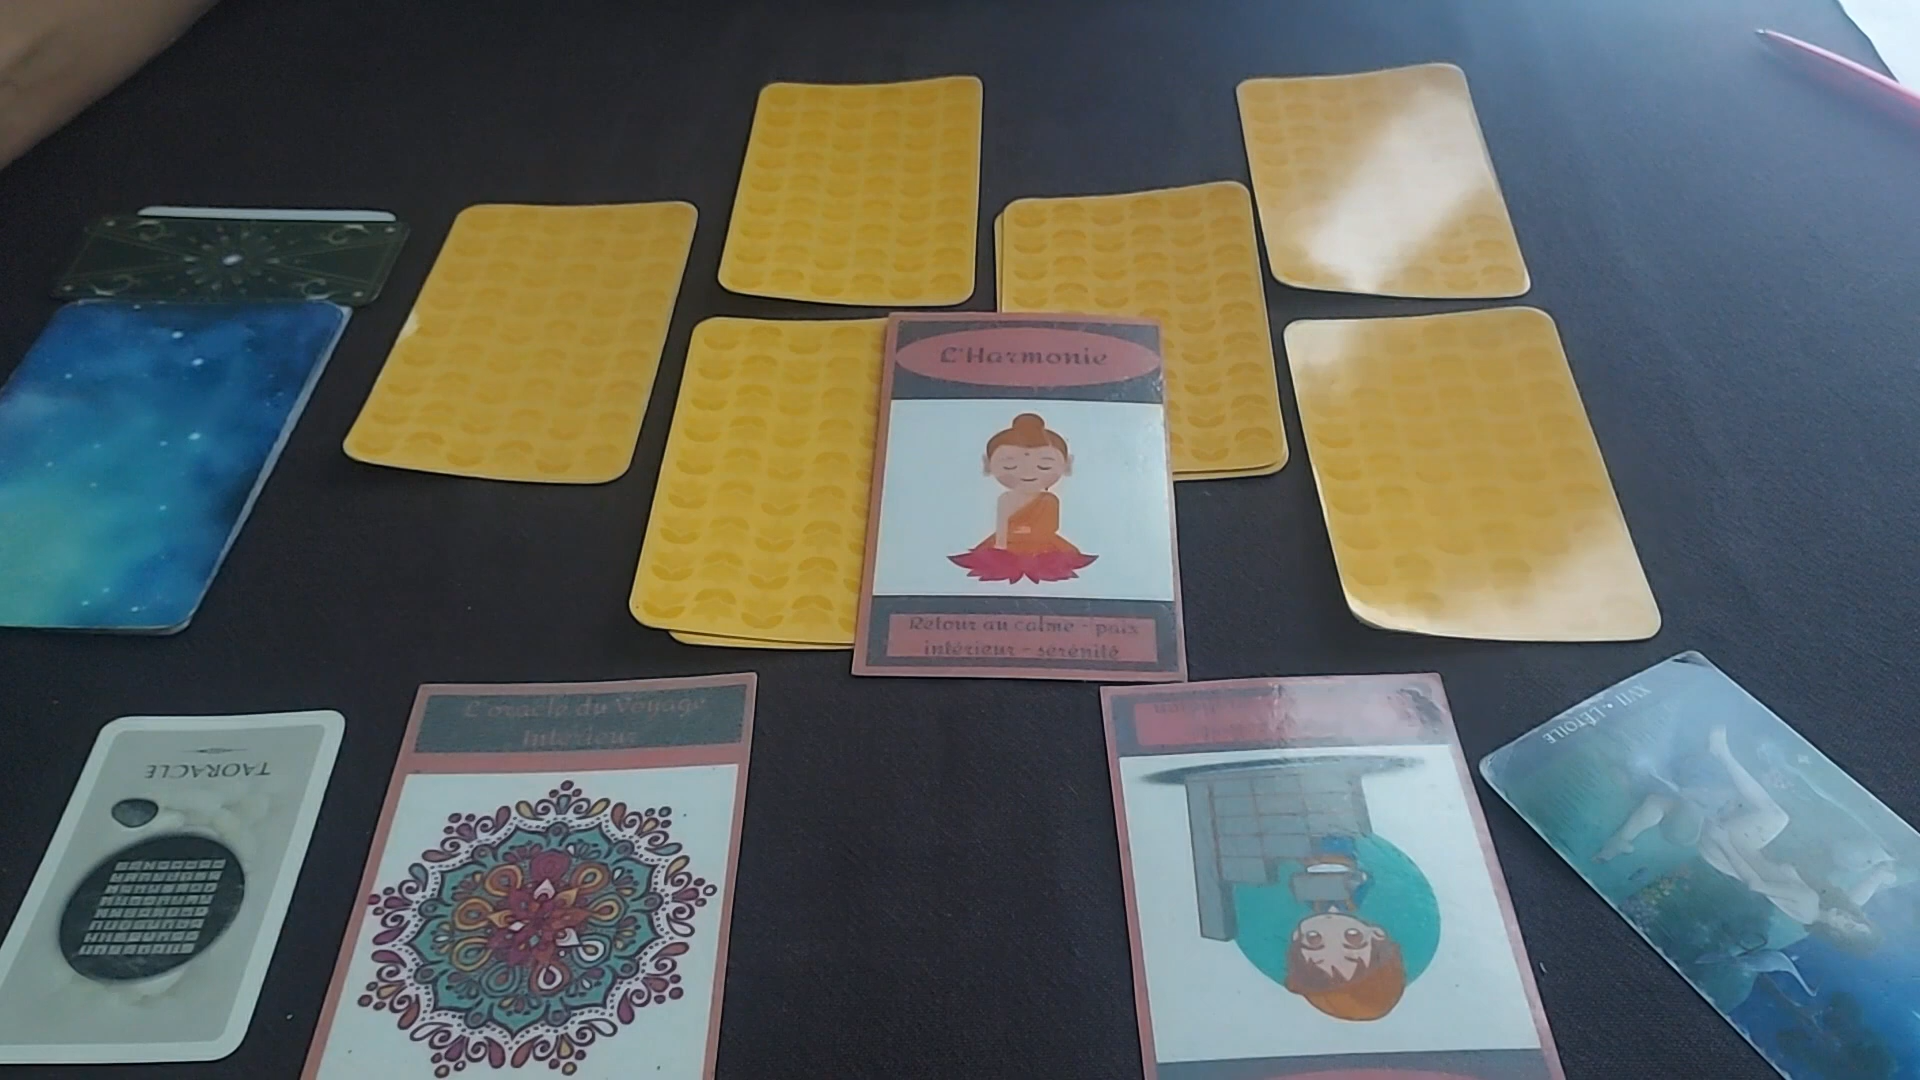 L'Harmonie
Retour au calme - paix
intérieur - sérénité
TAORACLE
L'oracle du Voyage
Intérieur
XVII • L'ÉTOILE